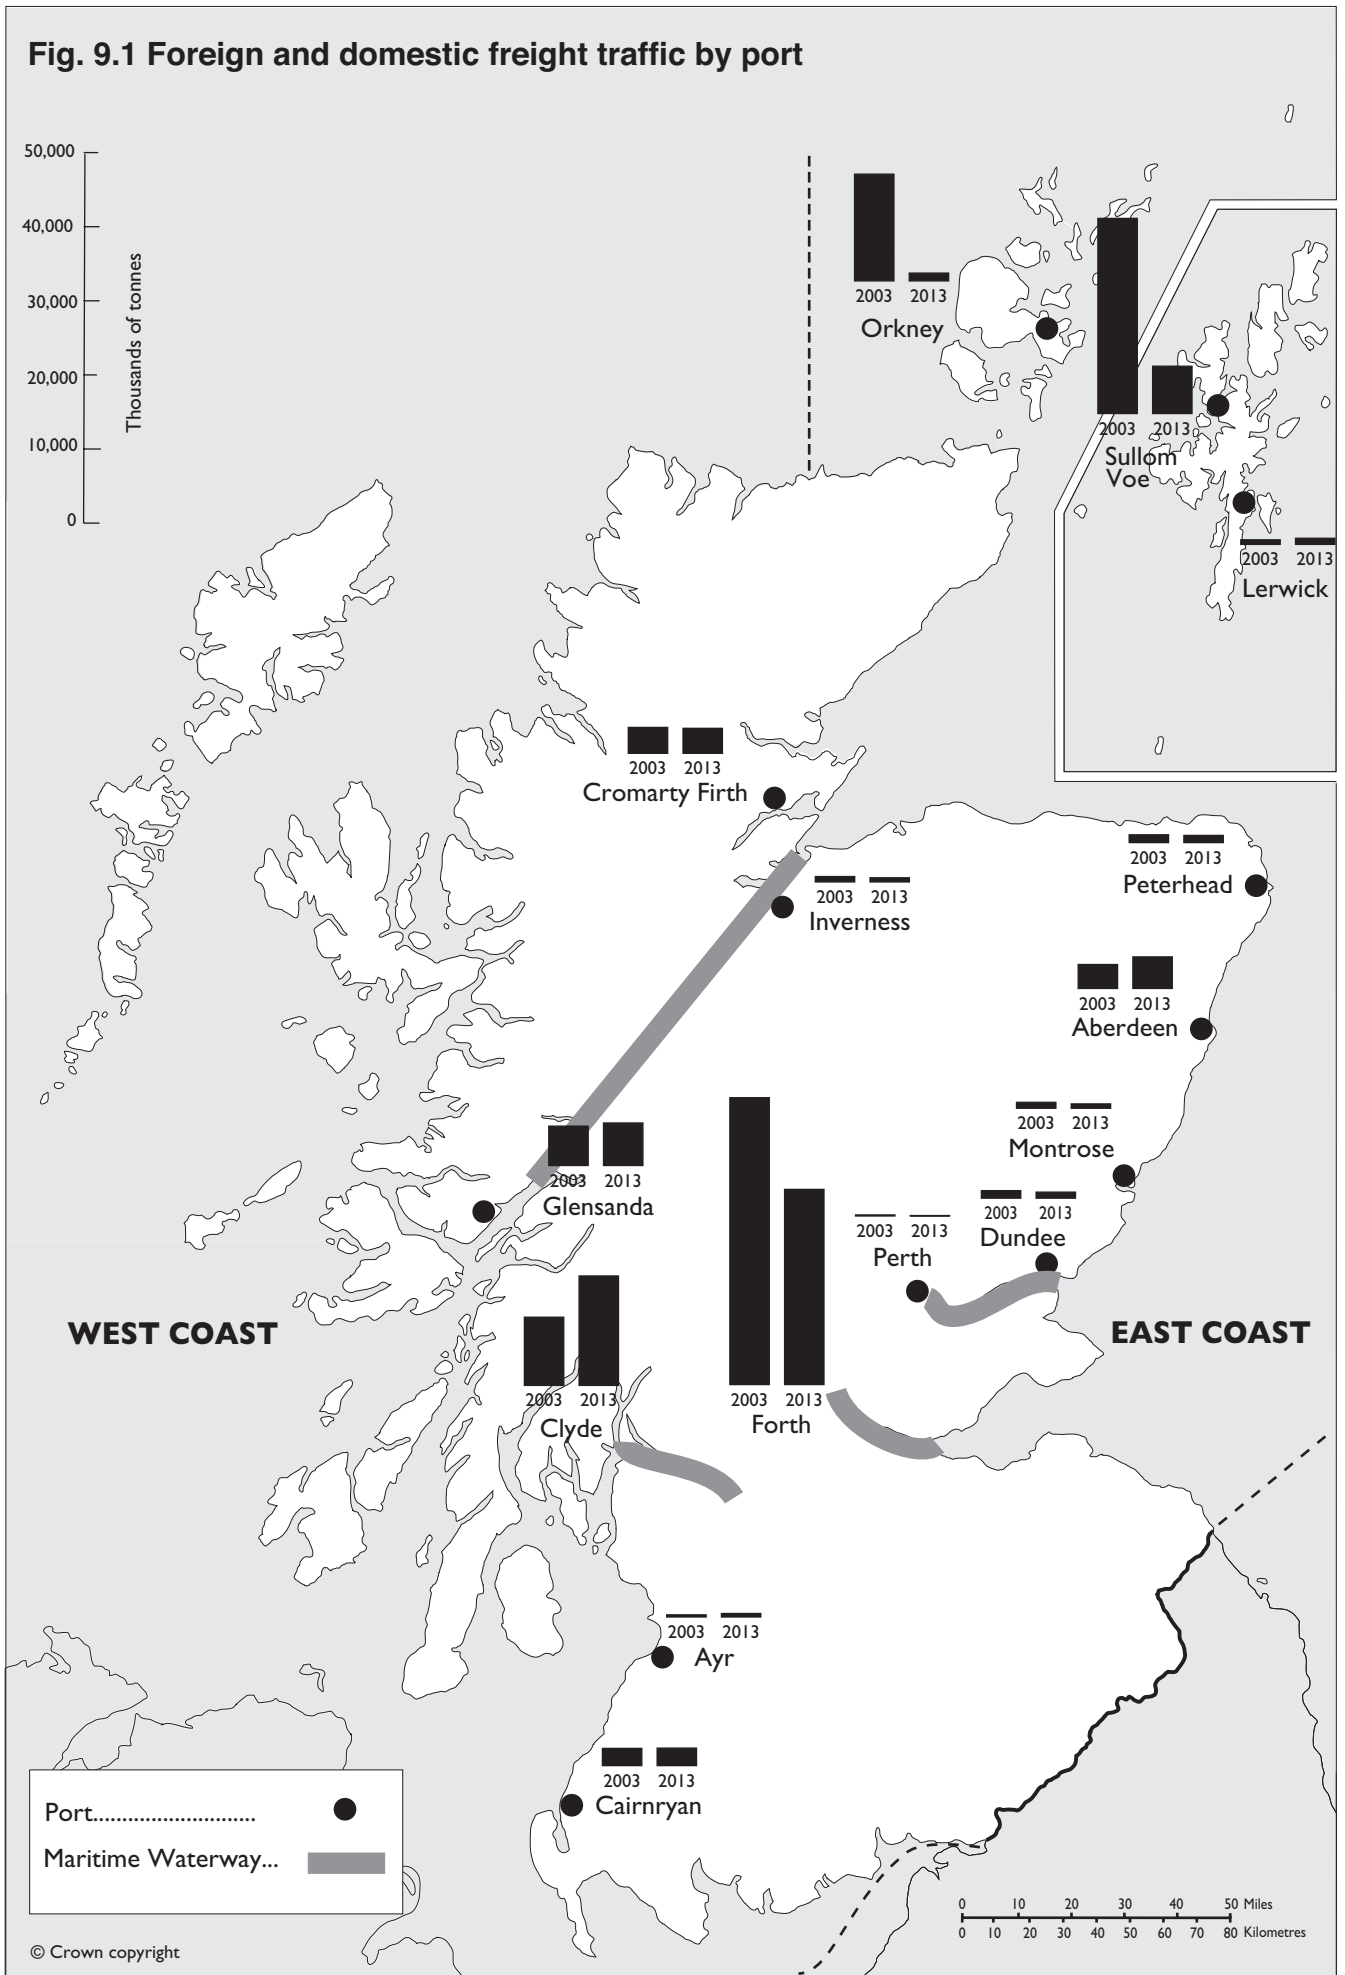 Fig. 9.1 Foreign and domestic freight traffic by port
50,000
40,000
30,000
20,000
10,000
0
Thousands of tonnes
2003 2013
Orkney
2003 2013
Sullom
Voe
2003 2013
Lerwick
2003 2013
Cromarty Firth
2003 2013
Peterhead
2003 2013
Inverness
2003 2013
Aberdeen
2003 2013
Montrose
2003 2013
Glensanda
2003 2013
Dundee
2003 2013
Perth
WEST COAST
EAST COAST
2003 2013
Clyde
2003 2013
Forth
2003 2013
Ayr
2003 2013
Cairnryan
Port...........................
Maritime Waterway...
0 10 20 30 40 50 Miles
0 10 20 30 40 50 60 70 80 Kilometres
© Crown copyright